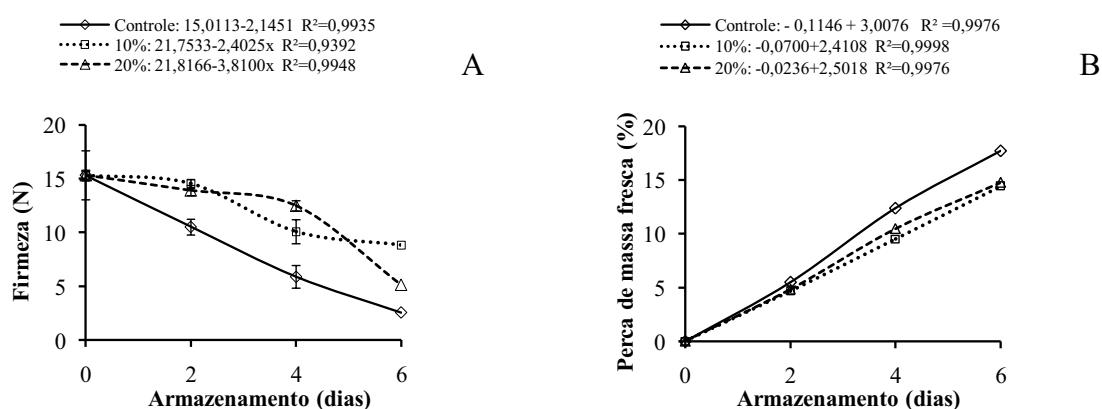 Controle: 15,0113-2,1451 R²=0,9935
10%: 21,7533-2,4025x R²=0,9392
20%: 21,8166-3,8100x R²=0,9948
A
Firmeza (N)
20
15
10
5
0
0 2 4 6
Armazenamento (dias)
Controle: - 0,1146 + 3,0076 R² =0,9976
10%: -0,0700+2,4108 R²=0,9998
20%: -0,0236+2,5018 R²=0,9976
B
Perca de massa fresca (%)
20
15
10
5
0
0 2 4 6
Armazenamento (dias)